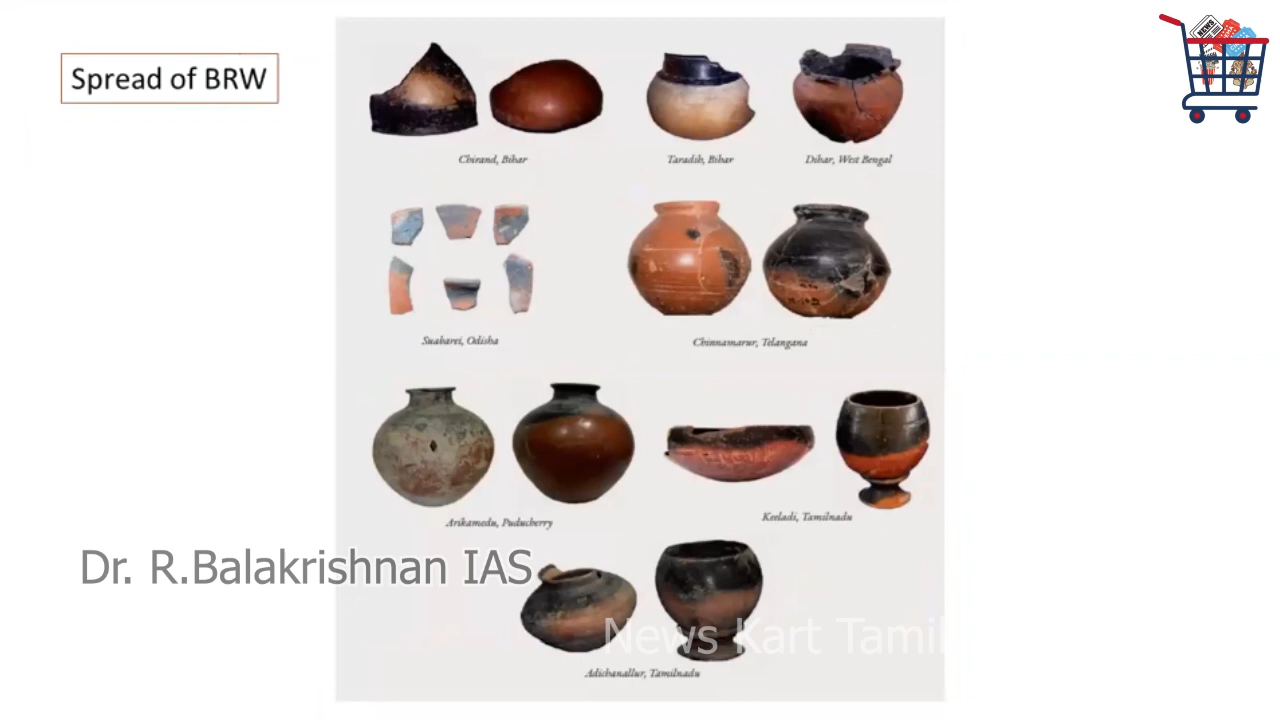 Spread of BRW
NEWS
Chirand, Bihar
Taradih, Bihar
Dihar, West Bengal
Suabarei, Odisha
Chinnamarur, Telangana
Arikamedu, Puducherry
Keeladi, Tamilnadu
Dr. R.Balakrishnan IAS
News Kart Tamil
Adichanallur, Tamilnadu